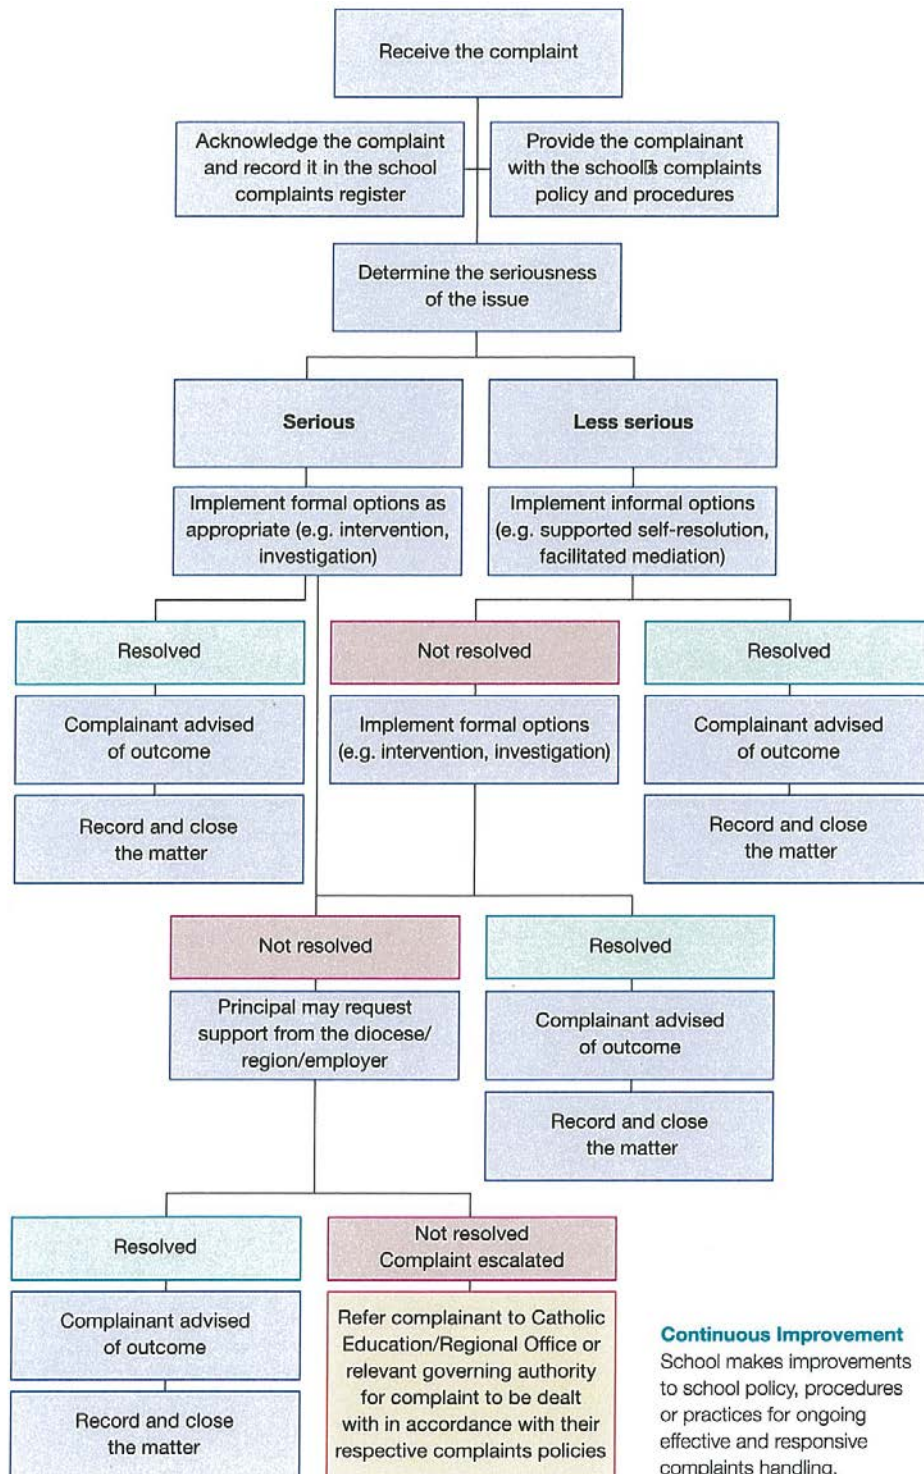 Receive the complaint
Acknowledge the complaint
and record it in the school
complaints register
Provide the complainant
with the school�s complaints
policy and procedures
Determine the seriousness
of the issue
Serious
Less serious
Implement formal options as
appropriate (e.g. intervention,
investigation)
Implement informal options
(e.g. supported self-resolution,
facilitated mediation)
Resolved
Not resolved
Resolved
Complainant advised
of outcome
Implement formal options
(e.g. intervention, investigation)
Complainant advised
of outcome
Record and close
the matter
Record and close
the matter
Not resolved
Resolved
Principal may request
support from the diocese/
region/employer
Complainant advised
of outcome
Record and close
the matter
Resolved
Not resolved
Complaint escalated
Complainant advised
of outcome
Record and close
the matter
Refer complainant to Catholic
Education/Regional Office or
relevant governing authority
for complaint to be dealt
with in accordance with their
respective complaints policies
Continuous Improvement
School makes improvements
to school policy, procedures
or practices for ongoing
effective and responsive
complaints handling.